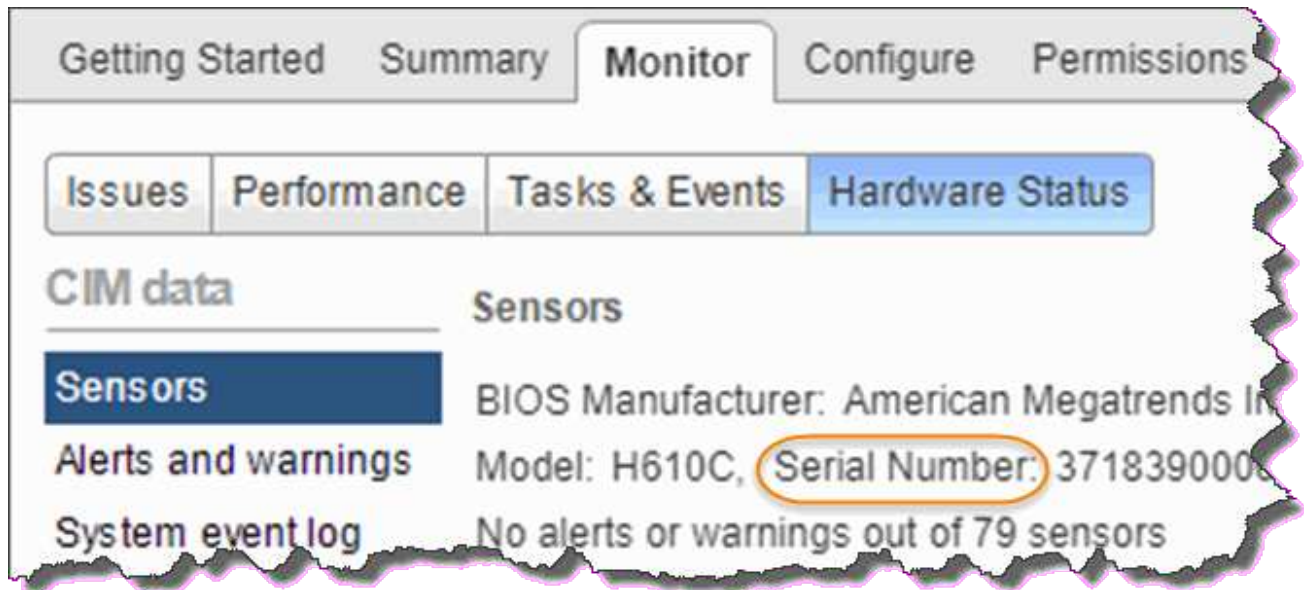 Getting Started Summary Monitor Configure Permissions
Issues Performance Tasks & Events Hardware Status
CIM data
Sensors
Sensors
Alerts and warnings
System event log
BIOS Manufacturer: American Megatrends
Model: H610C, Serial Number:
No alerts or warnings out of 79 sensors